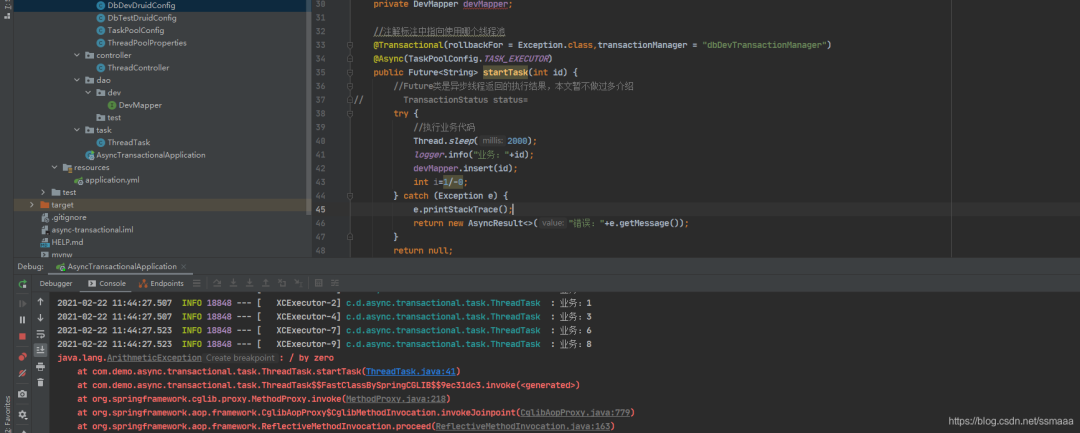 DbDevDruidConfig
DbTestDruidConfig
TaskPoolConfig
ThreadPoolProperties
controller
ThreadController
dao
dev
DevMapper
test
task
ThreadTask
AsyncTransactionalApplication
resources
application.yml
test
target
.gitignore
async-transactional.iml
HELP.md
mvnw
30 private DevMapper devMapper;
31
32 //注解标注中指向使用哪个线程池
33 @Transactional(rollbackFor = Exception.class,transactionManager = "dbDevTransactionManager")
34 @Async(TaskPoolConfig.TASK_EXECUTOR)
35 public Future<String> startTask(int id) {
36 //Future类是异步线程返回的执行结果，本文暂不做过多介绍
37 // TransactionStatus status=
38 try {
39 //执行业务代码
40 Thread.sleep( millis: 2000);
41 logger.info("业务："+id);
42 devMapper.insert(id);
43 int i=1/-0;
44 } catch (Exception e) {
45 e.printStackTrace();
46 return new AsyncResult<>( value: "错误："+e.getMessage());
47 }
48 return null;
Debug: AsyncTransactionalApplication ×
Debugger Console Endpoints
2021-02-22 11:44:27.507 INFO 18848 --- [ XCExecutor-2] c.d.async.transactional.task.ThreadTask : 业务：1
2021-02-22 11:44:27.507 INFO 18848 --- [ XCExecutor-4] c.d.async.transactional.task.ThreadTask : 业务：3
2021-02-22 11:44:27.523 INFO 18848 --- [ XCExecutor-7] c.d.async.transactional.task.ThreadTask : 业务：6
2021-02-22 11:44:27.523 INFO 18848 --- [ XCExecutor-9] c.d.async.transactional.task.ThreadTask : 业务：8
java.lang.ArithmeticException Create breakpoint : / by zero
at com.demo.async.transactional.task.ThreadTask.startTask(ThreadTask.java:41)
at com.demo.async.transactional.task.ThreadTask$$FastClassBySpringCGLIB$$9ec31dc3.invoke(<generated>)
at org.springframework.cglib.proxy.MethodProxy.invoke(MethodProxy.java:218)
at org.springframework.aop.framework.CglibAopProxy$CglibMethodInvocation.invokeJoinpoint(CglibAopProxy.java:779)
at org.springframework.aop.framework.ReflectiveMethodInvocation.proceed(ReflectiveMethodInvocation.java:163)
Favorites
https://blog.csdn.net/ssmaaa